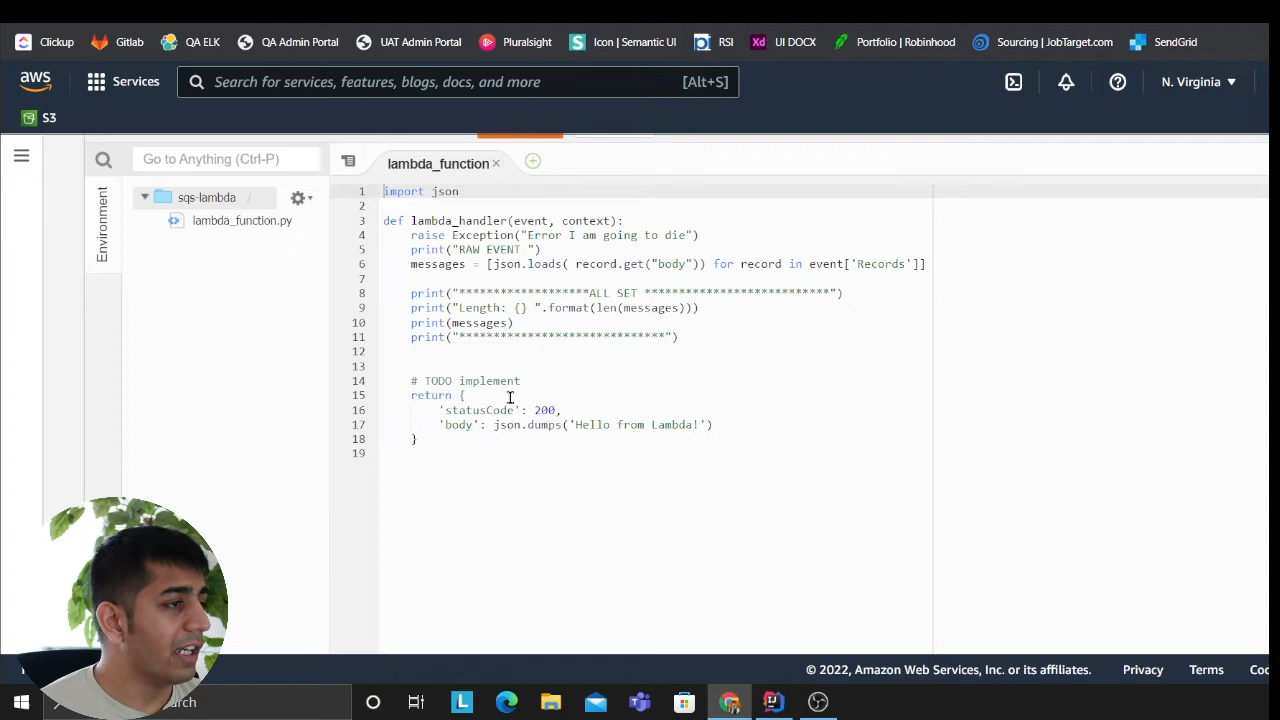 Clickup
Gitlab
QA ELK
QA Admin Portal
UAT Admin Portal
Pluralsight
Icon | Semantic UI
RSI
Xd
UI DOCX
Portfolio | Robinhood
Sourcing | JobTarget.com
SendGrid
aws
Services
Search for services, features, blogs, docs, and more
[Alt+S]
N. Virginia
S3
Go to Anything (Ctrl-P)
lambda_function
Environment
sqs-lambda /
lambda_function.py
1 import json
2
3 def lambda_handler(event, context):
4 raise Exception("Error I am going to die")
5 print("RAW EVENT ")
6 messages = [json.loads( record.get("body")) for record in event['Records']]
7
8 print("*******************ALL SET ***************************")
9 print("Length: {} ".format(len(messages)))
10 print(messages)
11 print("******************************")
12
13
14 # TODO implement
15 return {
16 'statusCode': 200,
17 'body': json.dumps('Hello from Lambda!')
18 }
19
© 2022, Amazon Web Services, Inc. or its affiliates.
Privacy
Terms
L